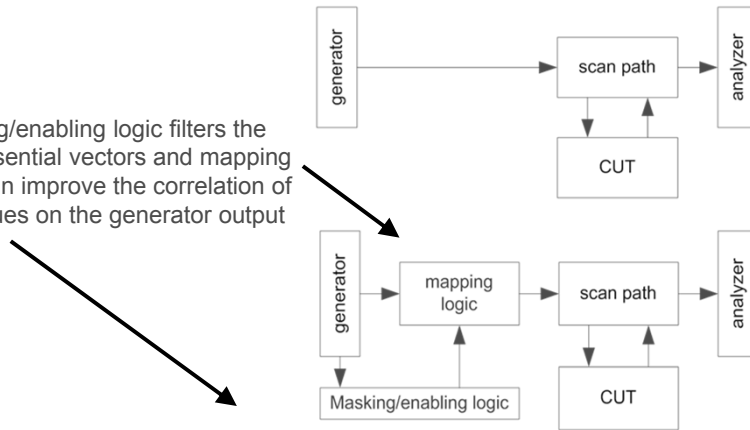 generator
scan path
analyzer
CUT
g/enabling logic filters the
sential vectors and mapping
n improve the correlation of
ues on the generator output
generator
mapping
logic
scan path
analyzer
Masking/enabling logic
CUT